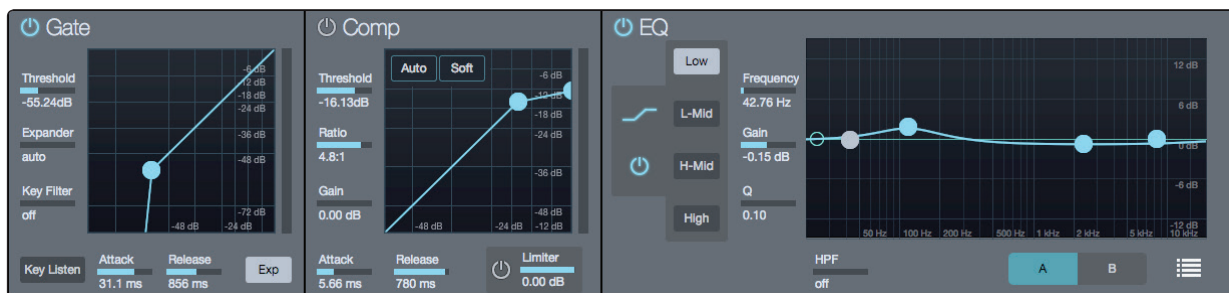 Gate
Threshold
-55.24dB
Expander
auto
Key Filter
off
-6 dB
-12 dB
-18 dB
-24 dB
-36 dB
-48 dB
-72 dB
-48 dB
-24 dB
Key Listen
Attack
31.1 ms
Release
856 ms
Exp
Comp
Threshold
-16.13dB
Ratio
4.8:1
Gain
0.00 dB
Auto
Soft
-6 dB
-12 dB
-18 dB
-24 dB
-36 dB
-48 dB
-48 dB
-24 dB
-12 dB
Attack
5.66 ms
Release
780 ms
Limiter
0.00 dB
EQ
Low
L-Mid
H-Mid
High
Frequency
42.76 Hz
Gain
-0.15 dB
Q
0.10
12 dB
6 dB
0 dB
-6 dB
-12 dB
50 Hz
100 Hz
200 Hz
500 Hz
1 kHz
2 kHz
5 kHz
10 kHz
HPF
off
A
B